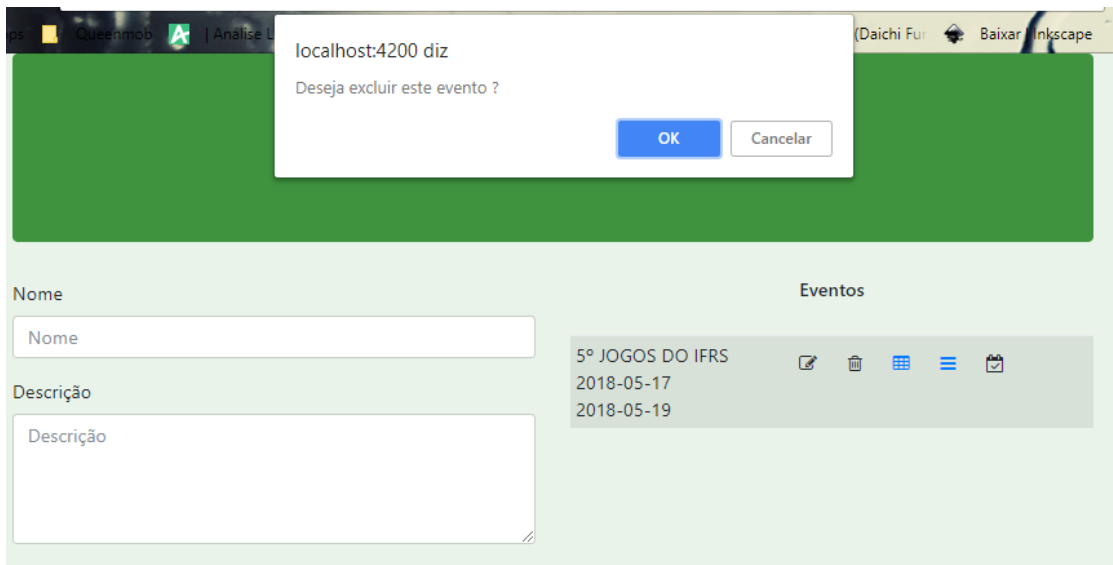 Queenmob
| Análise L
(Daichi Fur
Baixar Inkscape
localhost:4200 diz
Deseja excluir este evento ?
OK
Cancelar
Nome
Nome
Descrição
Descrição
Eventos
5º JOGOS DO IFRS
2018-05-17
2018-05-19